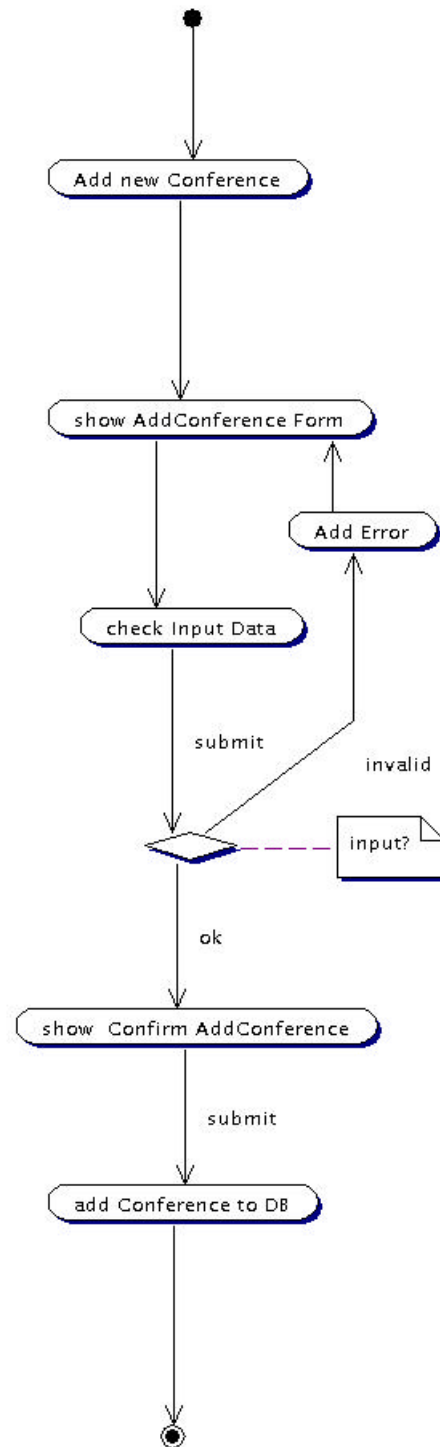 Add new Conference
show AddConference Form
Add Error
check Input Data
submit
invalid
input?
ok
show Confirm AddConference
submit
add Conference to DB